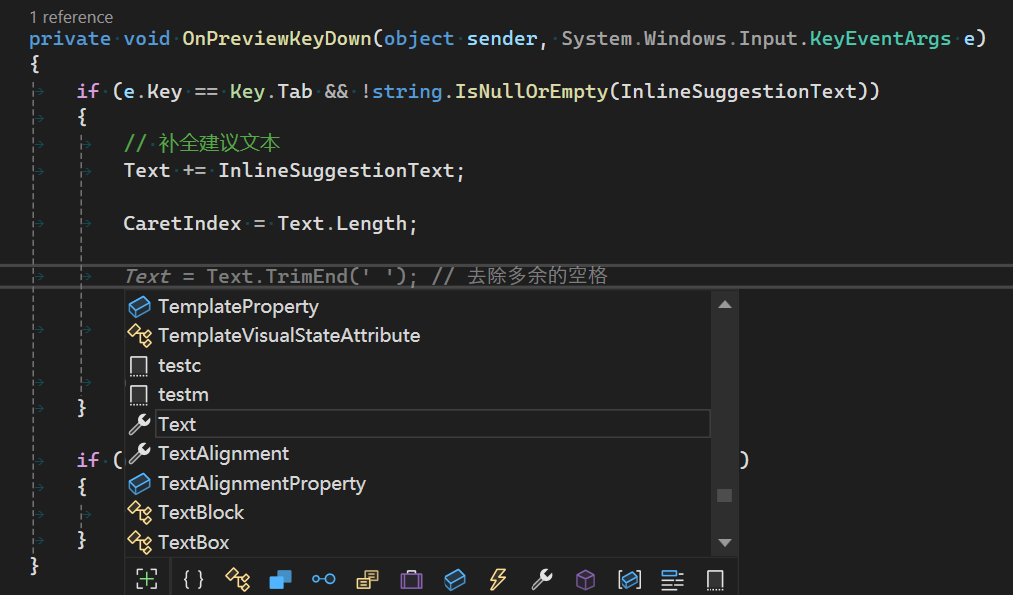 1 reference
private void OnPreviewKeyDown(object sender, System.Windows.Input.KeyEventArgs e)
{
if (e.Key == Key.Tab && !string.IsNullOrEmpty(InlineSuggestionText))
{
// 补全建议文本
Text += InlineSuggestionText;
CaretIndex = Text.Length;
Text = Text.TrimEnd(' '); // 去除多余的空格
TemplateProperty
TemplateVisualStateAttribute
testc
testm
Text
}
TextAlignment
if (
)
TextAlignmentProperty
{
TextBlock
TextBox
}
}
{ }